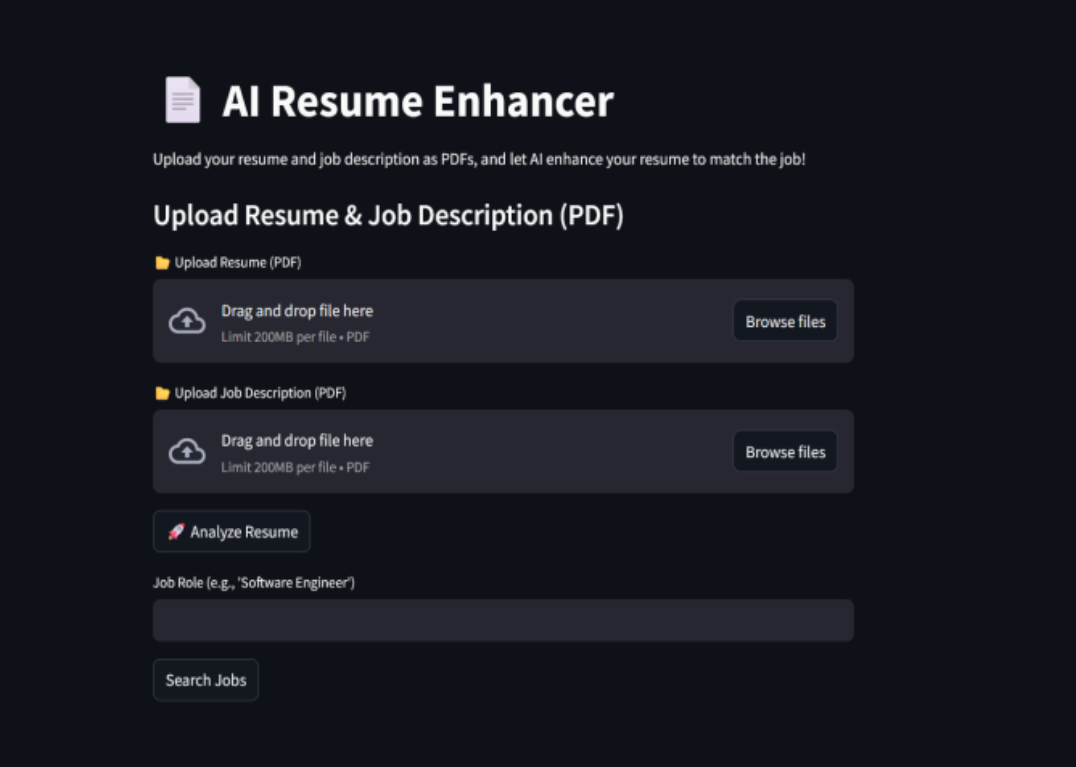 AI Resume Enhancer
Upload your resume and job description as PDFs, and let AI enhance your resume to match the job!
Upload Resume & Job Description (PDF)
Upload Resume (PDF)
Drag and drop file here
Limit 200MB per file • PDF
Browse files
Upload Job Description (PDF)
Drag and drop file here
Limit 200MB per file • PDF
Browse files
Analyze Resume
Job Role (e.g., 'Software Engineer')
Search Jobs